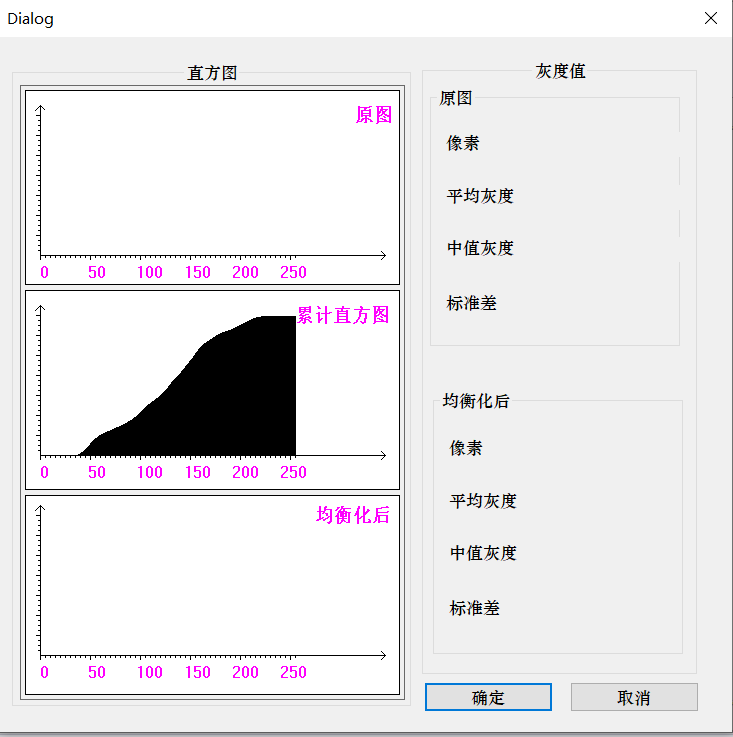 Dialog
直方图
原图
0 50 100 150 200 250
累计直方图
0 50 100 150 200 250
均衡化后
0 50 100 150 200 250
灰度值
原图
像素
平均灰度
中值灰度
标准差
均衡化后
像素
平均灰度
中值灰度
标准差
确定
取消